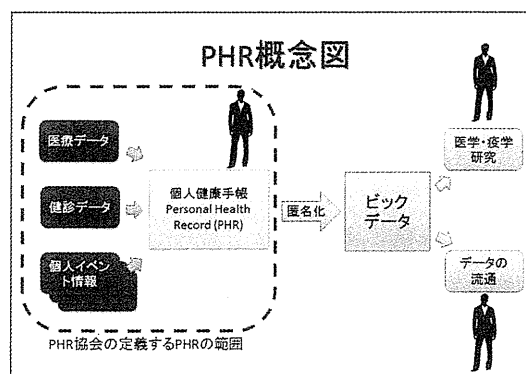 PHR概念図
医療データ
健診データ
個人イベン
ト情報
個人健康手帳
Personal Health
Record (PHR)
匿名化
ビック
データ
医学・疫学
研究
データの
流通
PHR協会の定義するPHRの範囲